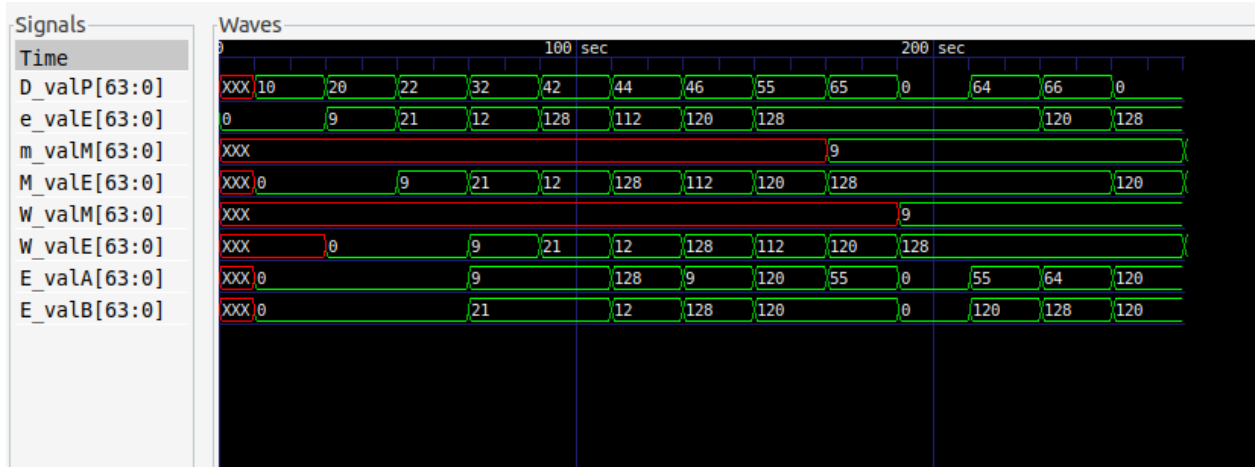 Signals Waves
Time 0 100 sec 200 sec
D_valP[63:0] XXX 10 20 22 32 42 44 46 55 65 0 64 66 0
e_valE[63:0] 0 9 21 12 128 112 120 128 120 128
m_valM[63:0] XXX 9
M_valE[63:0] XXX 0 9 21 12 128 112 120 128 120
W_valM[63:0] XXX 9
W_valE[63:0] XXX 0 9 21 12 128 112 120 128
E_valA[63:0] XXX 0 9 128 9 120 55 0 55 64 120
E_valB[63:0] XXX 0 21 12 128 120 0 120 128 120